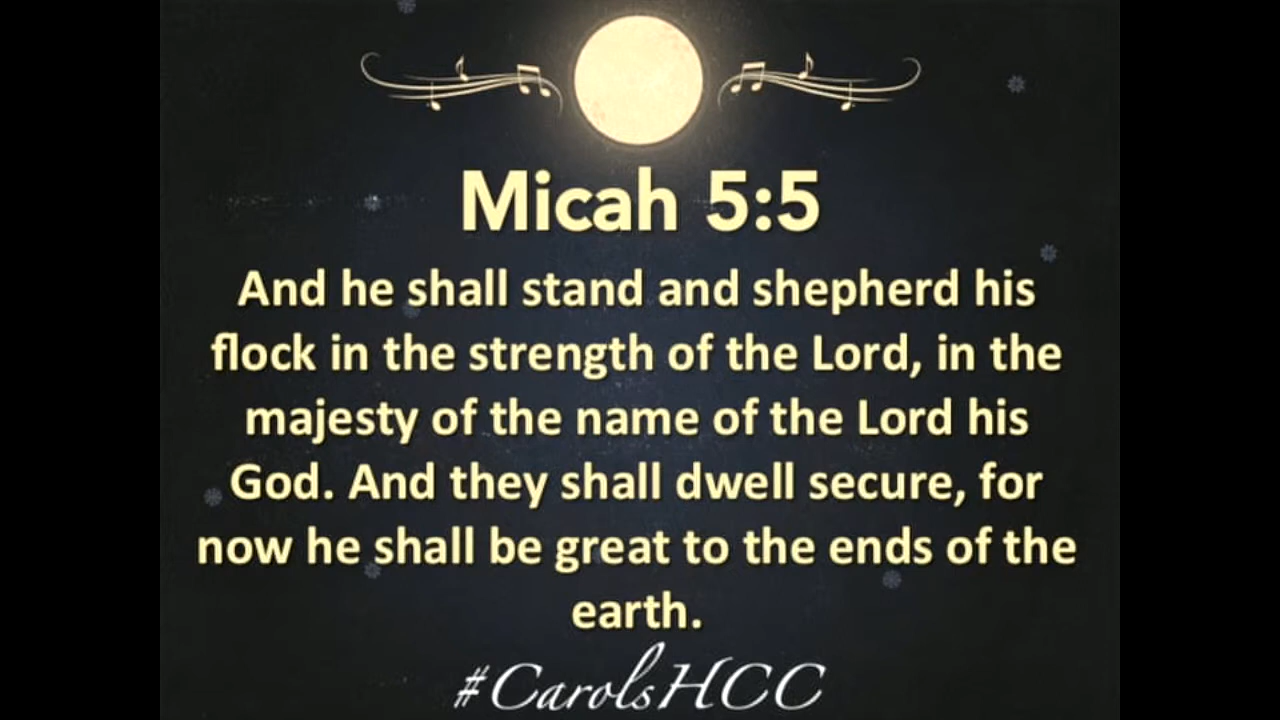 Micah 5:5
And he shall stand and shepherd his
flock in the strength of the Lord, in the
majesty of the name of the Lord his
God. And they shall dwell secure, for
now he shall be great to the ends of the
earth.
#CarolsHCC